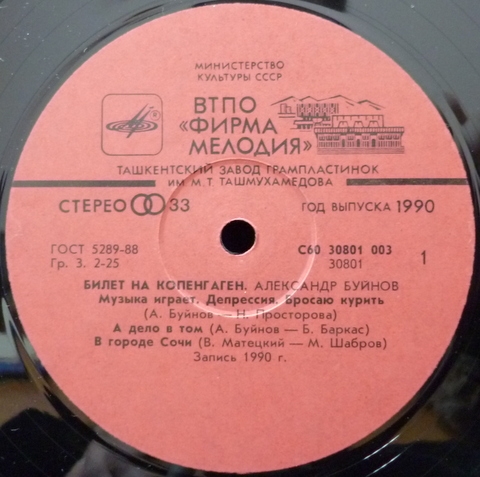 МИНИСТЕРСТВО
КУЛЬТУРЫ СССР
ВТПО
«ФИРМА
МЕЛОДИЯ»
ТАШКЕНТСКИЙ ЗАВОД ГРАМПЛАСТИНОК
ИМ М.Т. ТАШМУХАМЕДОВА
СТЕРЕО 33
ГОД ВЫПУСКА 1990
ГОСТ 5289-88
С60 30801 003
Гр. 3. 2-25
30801
1
БИЛЕТ НА КОПЕНГАГЕН. АЛЕКСАНДР БУЙНОВ
Музыка играет. Депрессия. Бросаю курить
(А. Буйнов — Н. Просторова)
А дело в том (А. Буйнов — Б. Баркас)
В городе Сочи (В. Матецкий — М. Шабров)
Запись 1990 г.